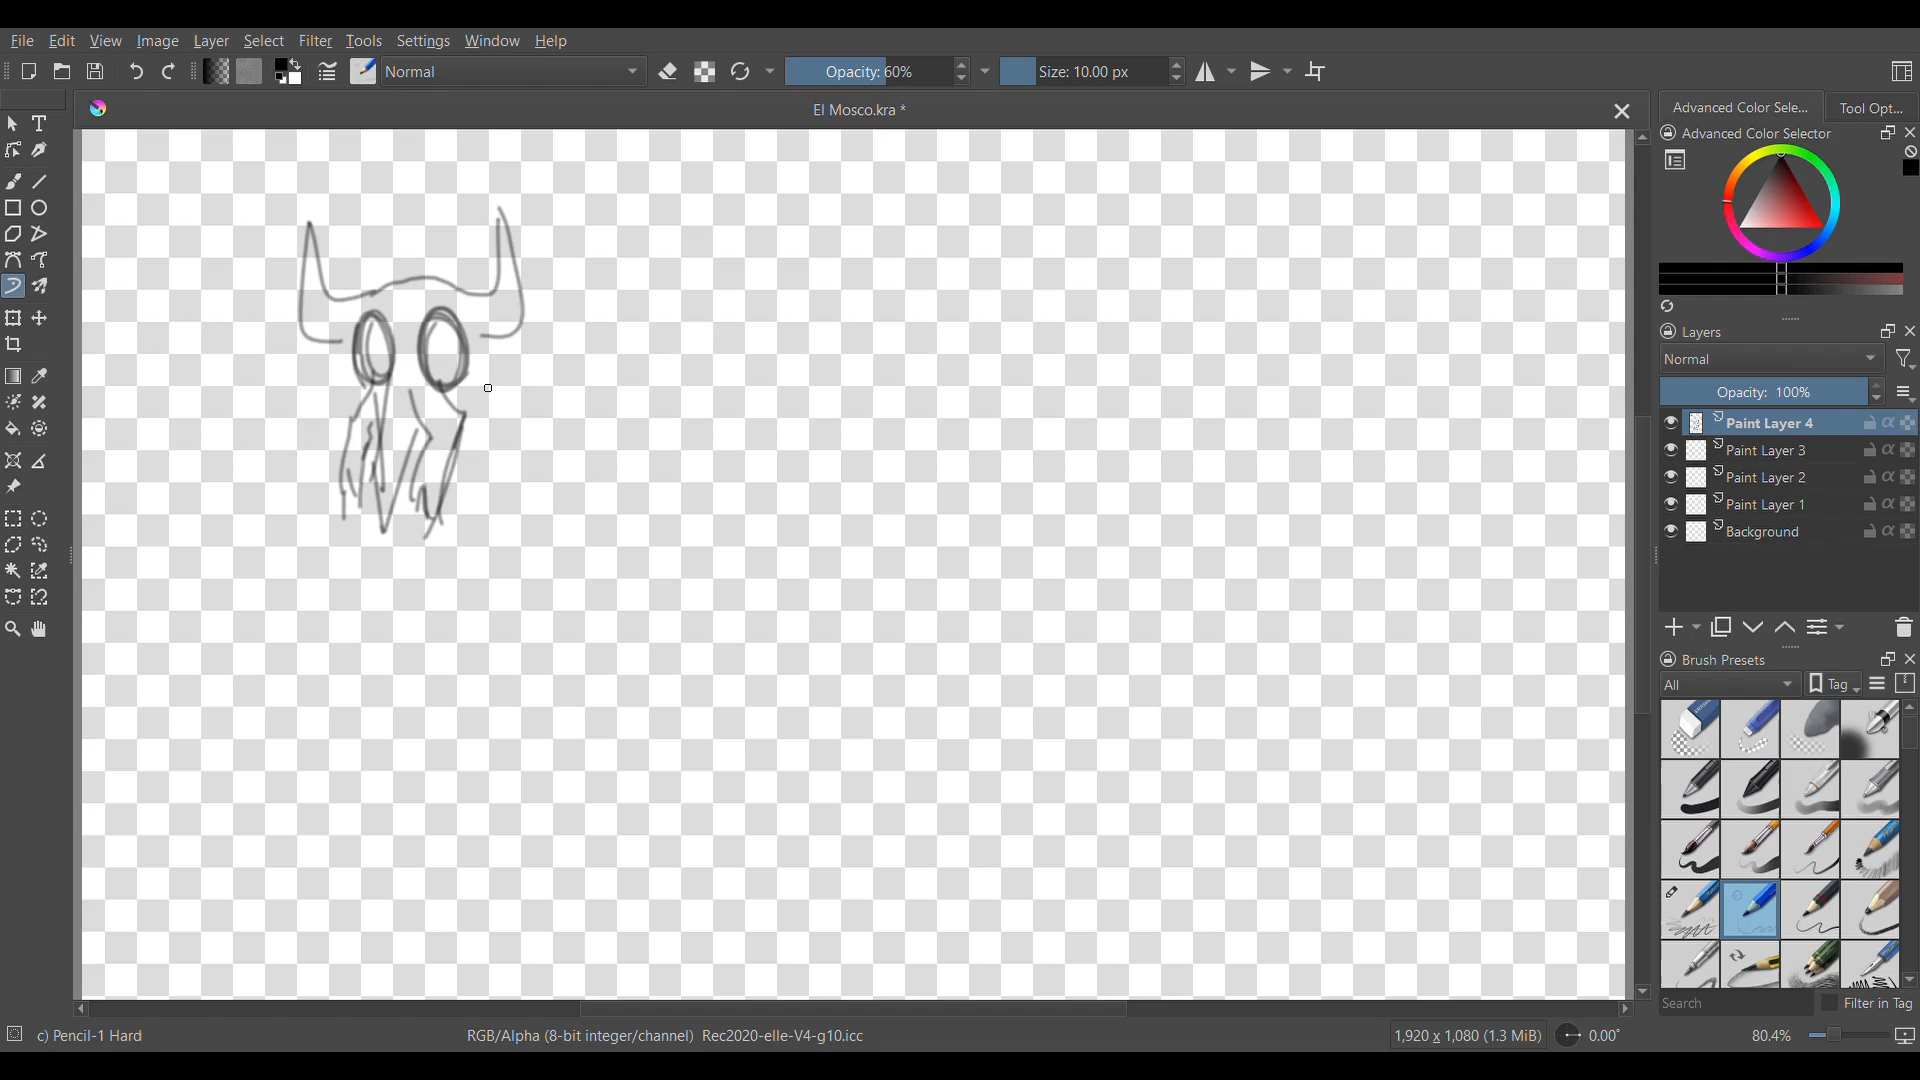 File Edit View Image Layer Select Filter Tools Settings Window Help
Normal Opacity: 60% Size: 10.00 px
El Mosco.kra *
Advanced Color Sele... Tool Opt...
Advanced Color Selector
Layers
Normal
Opacity: 100%
Paint Layer 4
Paint Layer 3
Paint Layer 2
Paint Layer 1
Background
Brush Presets
All Tag
Search Filter in Tag
c) Pencil-1 Hard RGB/Alpha (8-bit integer/channel) Rec2020-elle-V4-g10.icc 1,920 x 1,080 (1.3 MiB) 0.00° 80.4%